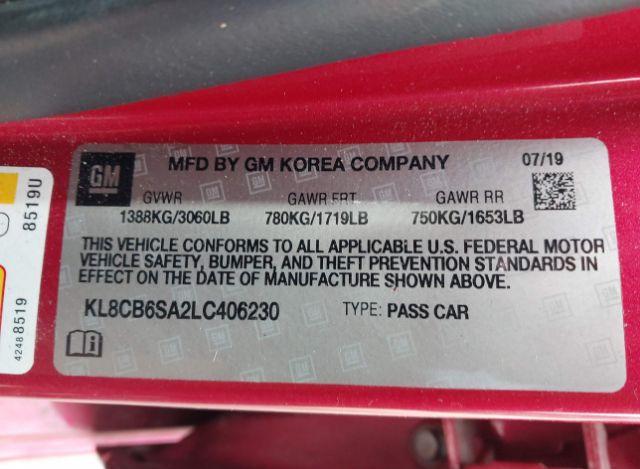 GM
MFD BY GM KOREA COMPANY
07/19
GVWR GAWR FRT GAWR RR
1388KG/3060LB 780KG/1719LB 750KG/1653LB
THIS VEHICLE CONFORMS TO ALL APPLICABLE U.S. FEDERAL MOTOR
VEHICLE SAFETY, BUMPER, AND THEFT PREVENTION STANDARDS IN
EFFECT ON THE DATE OF MANUFACTURE SHOWN ABOVE.
KL8CB6SA2LC406230 TYPE: PASS CAR
8519U
42488519